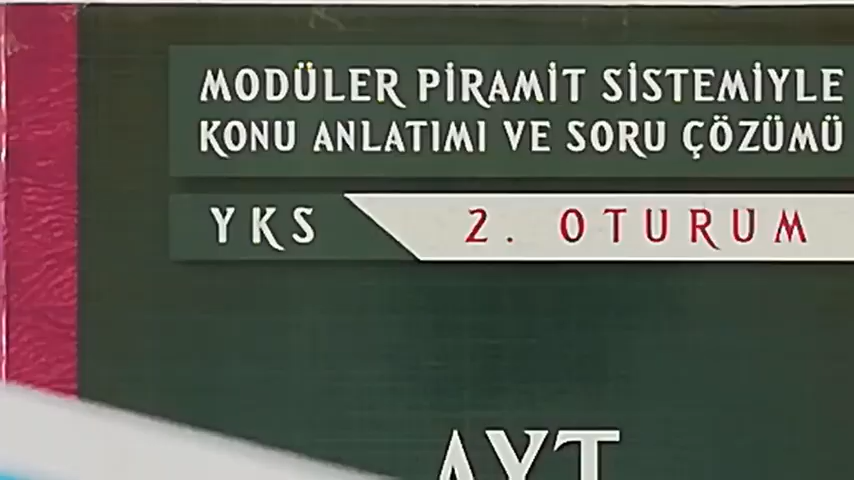 MODÜLER PİRAMİT SİSTEMİYLE
KONU ANLATIMI VE SORU ÇÖZÜMÜ
YKS 2. OTURUM
AYT